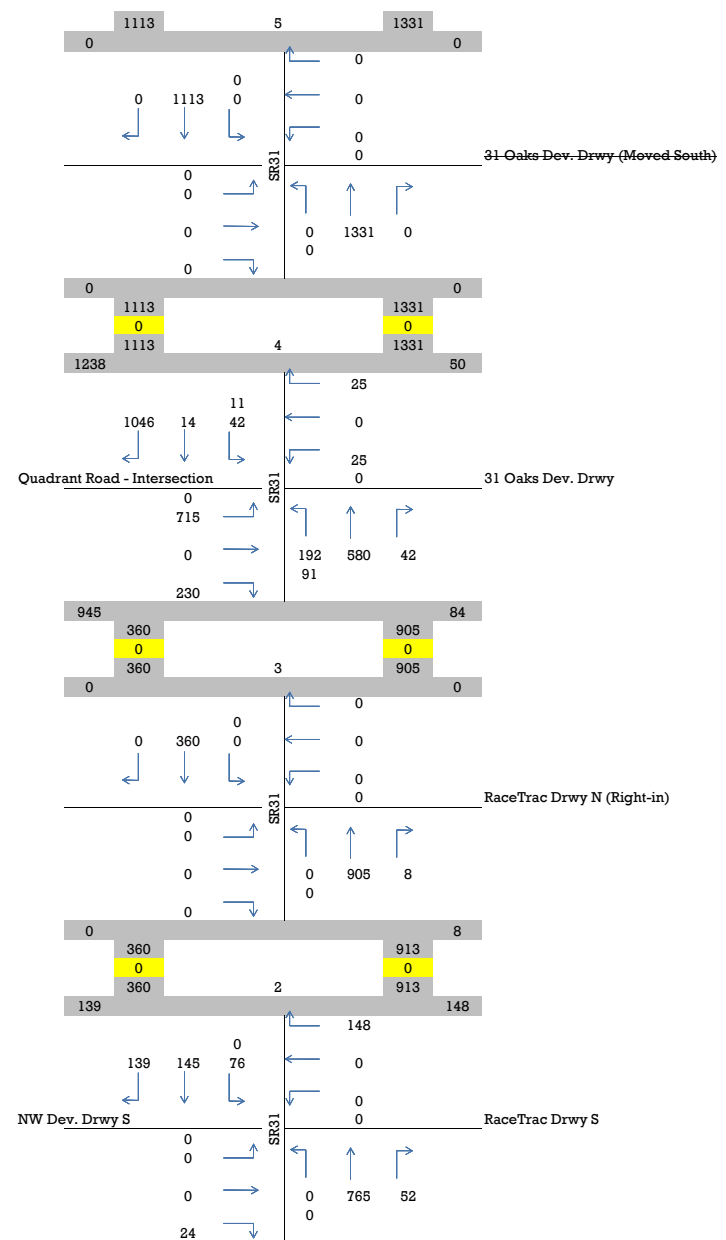 1113 5 1331
0 0
0
0
0 1113 0 0
0
0 31 Oaks Dev. Drwy (Moved South)
SR31
0
0
0 0 1331 0
0
0
0 0
1113 1331
0 0
1113 4 1331
1238 50
25
11
1046 14 42 0
25
Quadrant Road - Intersection 0 31 Oaks Dev. Drwy
SR31
0
715
0 192 580 42
91
230
945 84
360 905
0 0
360 3 905
0 0
0
0
0 360 0 0
0
0 RaceTrac Drwy N (Right-in)
SR31
0
0
0 0 905 8
0
0
0 8
360 913
0 0
360 2 913
139 148
148
0
139 145 76 0
0
NW Dev. Drwy S 0 RaceTrac Drwy S
SR31
0
0
0 0 765 52
0
24